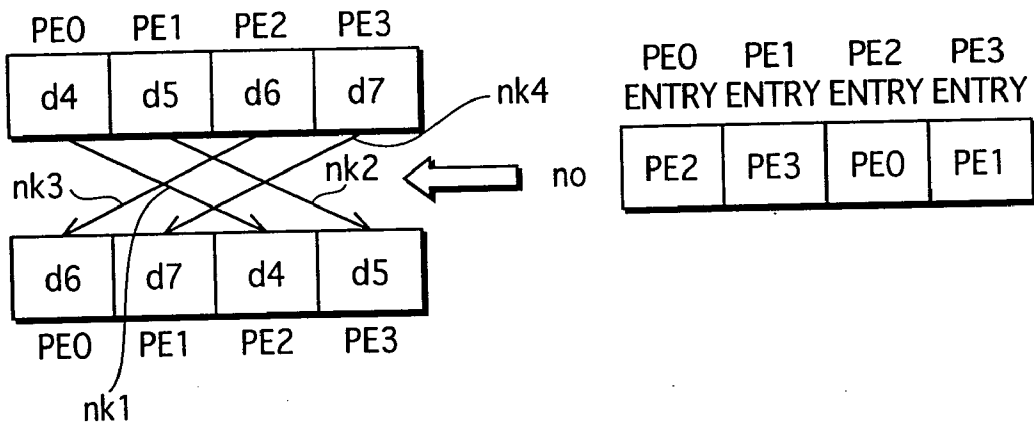 PE0 PE1 PE2 PE3
d4 d5 d6 d7
nk4
nk3
nk2
d6 d7 d4 d5
PE0 PE1 PE2 PE3
nk1
no
PE0 ENTRY PE1 ENTRY PE2 ENTRY PE3 ENTRY
PE2 PE3 PE0 PE1